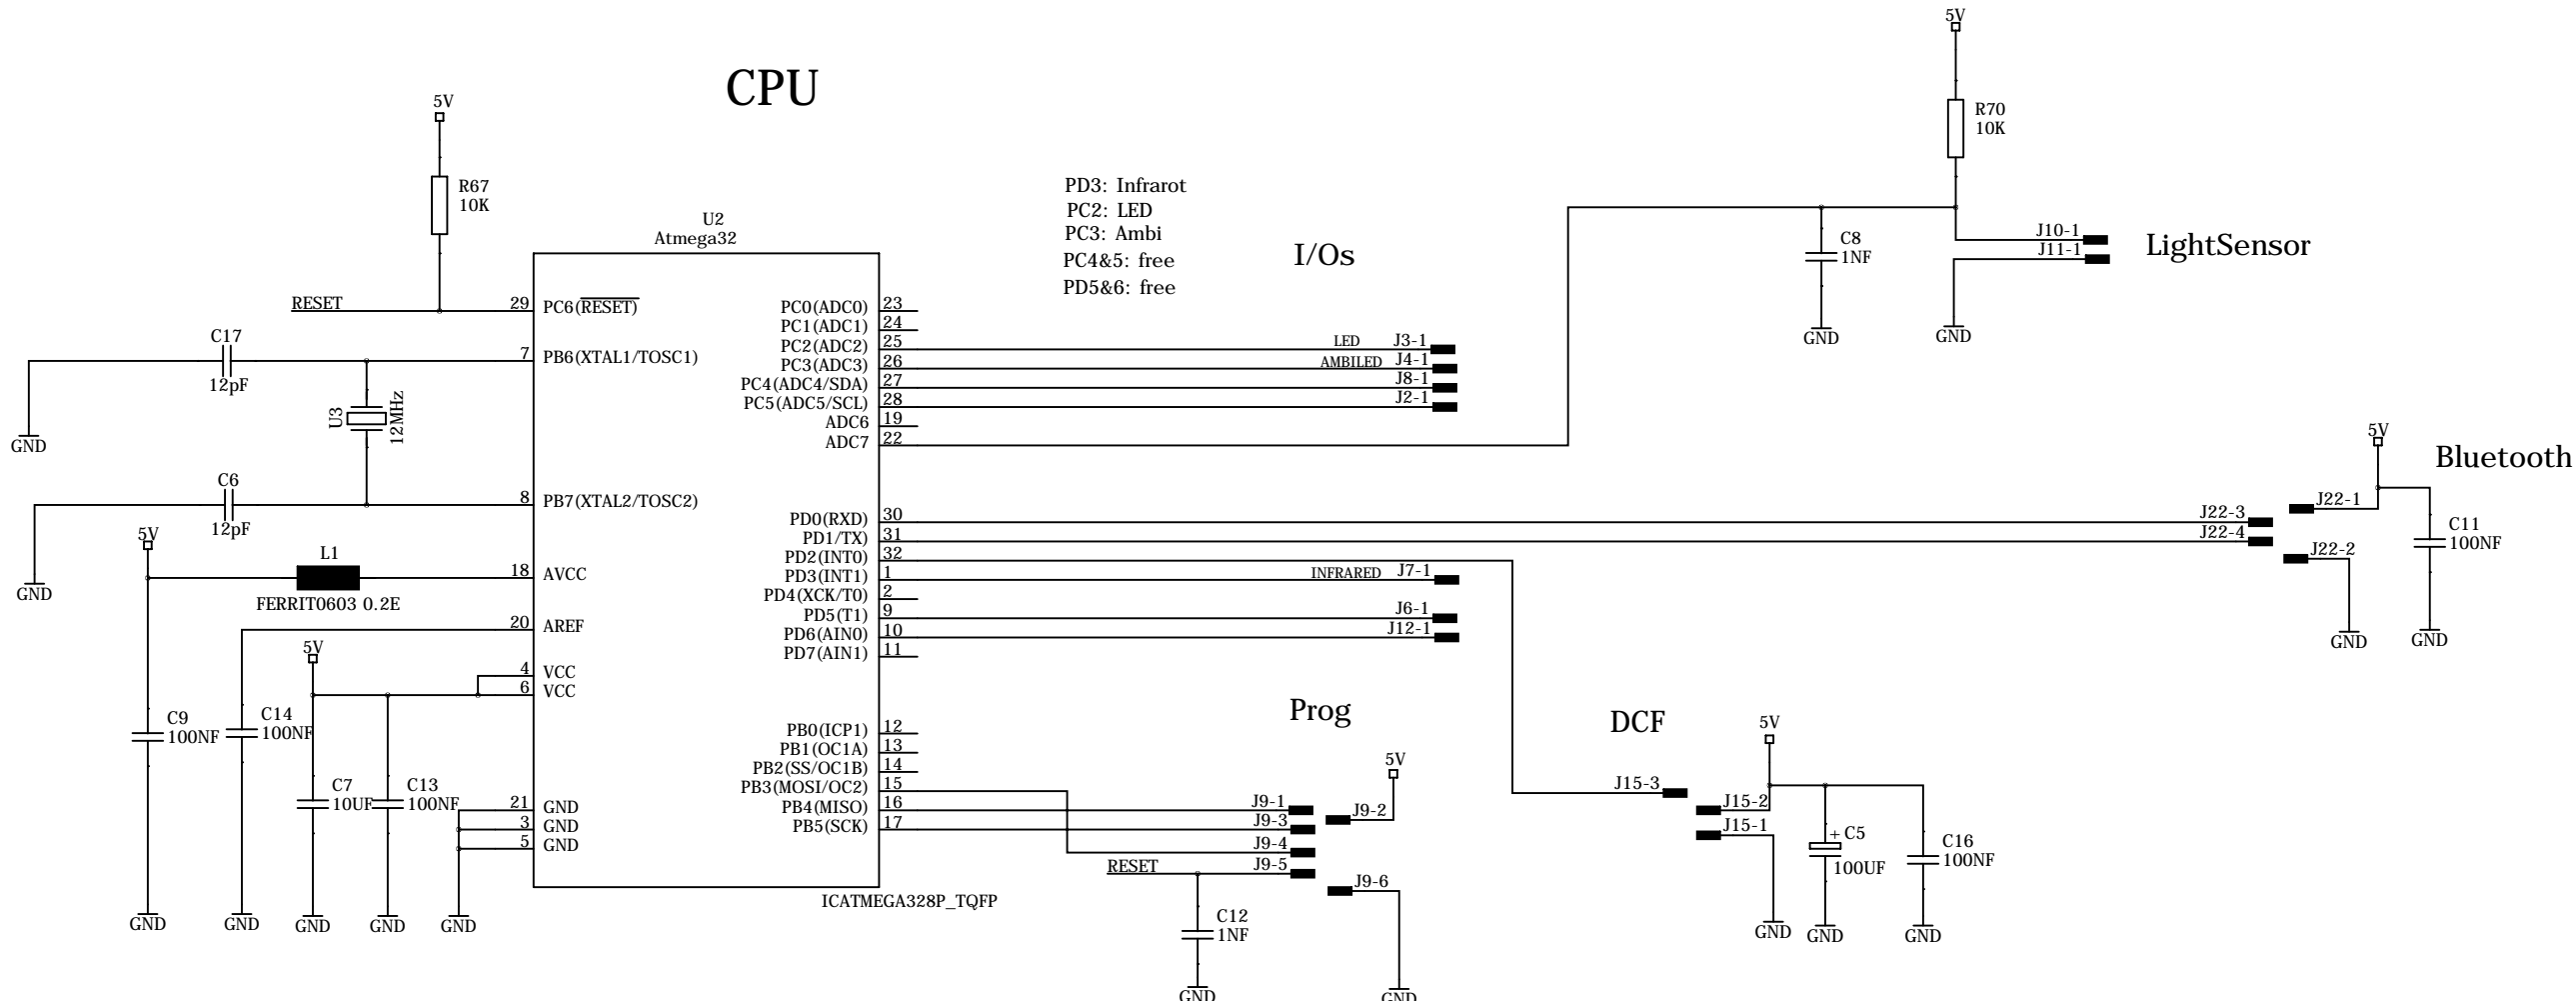 CPU
5V
R67
10K
U2
Atmega32
RESET
29
PC6(RESET)
C17
12pF
7
PB6(XTAL1/TOSC1)
GND
U3
12MHz
C6
12pF
8
PB7(XTAL2/TOSC2)
GND
5V
L1
FERRIT0603 0.2E
18
AVCC
20
AREF
5V
4
VCC
6
VCC
C9
100NF
C14
100NF
C7
10UF
C13
100NF
21
GND
3
GND
5
GND
GND
GND
GND
GND
GND
ICATMEGA328P_TQFP
PC0(ADC0) 23
PC1(ADC1) 24
PC2(ADC2) 25
PC3(ADC3) 26
PC4(ADC4/SDA) 27
PC5(ADC5/SCL) 28
ADC6 19
ADC7 22
PD0(RXD) 30
PD1/TX) 31
PD2(INT0) 32
PD3(INT1) 1
PD4(XCK/T0) 2
PD5(T1) 9
PD6(AIN0) 10
PD7(AIN1) 11
PB0(ICP1) 12
PB1(OC1A) 13
PB2(SS/OC1B) 14
PB3(MOSI/OC2) 15
PB4(MISO) 16
PB5(SCK) 17
PD3: Infrarot
PC2: LED
PC3: Ambi
PC4&5: free
PD5&6: free
I/Os
LED J3-1
AMBILED J4-1
J8-1
J2-1
INFRARED J7-1
J6-1
J12-1
5V
R70
10K
C8
1NF
J10-1
J11-1
LightSensor
GND
GND
Bluetooth
5V
J22-1
J22-3
J22-4
J22-2
C11
100NF
GND
GND
Prog
5V
J9-1
J9-2
J9-3
J9-4
RESET
J9-5
J9-6
C12
1NF
GND
GND
DCF
5V
J15-3
J15-2
J15-1
+ C5
100UF
C16
100NF
GND
GND
GND